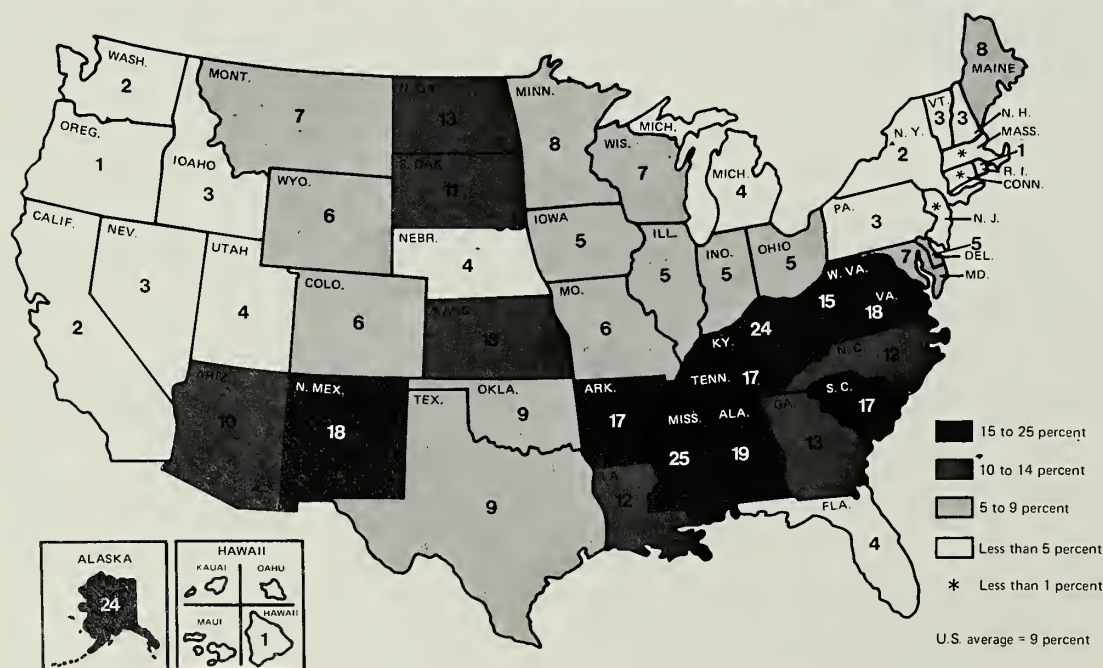 WASH.
2
OREG.
1
CALIF.
2
NEV.
3
IOAHO
3
MONT.
7
WYO.
6
UTAH
4
COLO.
6
ARIZ.
10
N. MEX.
18
13
DAK.
11
NEBR.
4
KANS.
13
OKLA.
9
TEX.
9
MINN.
8
IOWA
5
MO.
6
ARK.
17
12
WIS.
7
ILL.
5
MICH.
MICH.
4
INO.
5
OHIO
5
KY.
24
TENN.
17
MISS.
25
ALA.
19
GA.
13
FLA.
4
S. C.
17
N. C.
12
VA.
18
W. VA.
15
MD.
7
DEL.
5
PA.
3
N. J.
*
N. Y.
2
CONN.
*
R. I.
1
MASS.
*
VT.
3
N. H.
3
MAINE
8
ALASKA
24
HAWAII
KAUAI
OAHU
MAUI
HAWAII
1
15 to 25 percent
10 to 14 percent
5 to 9 percent
Less than 5 percent
* Less than 1 percent
U.S. average = 9 percent